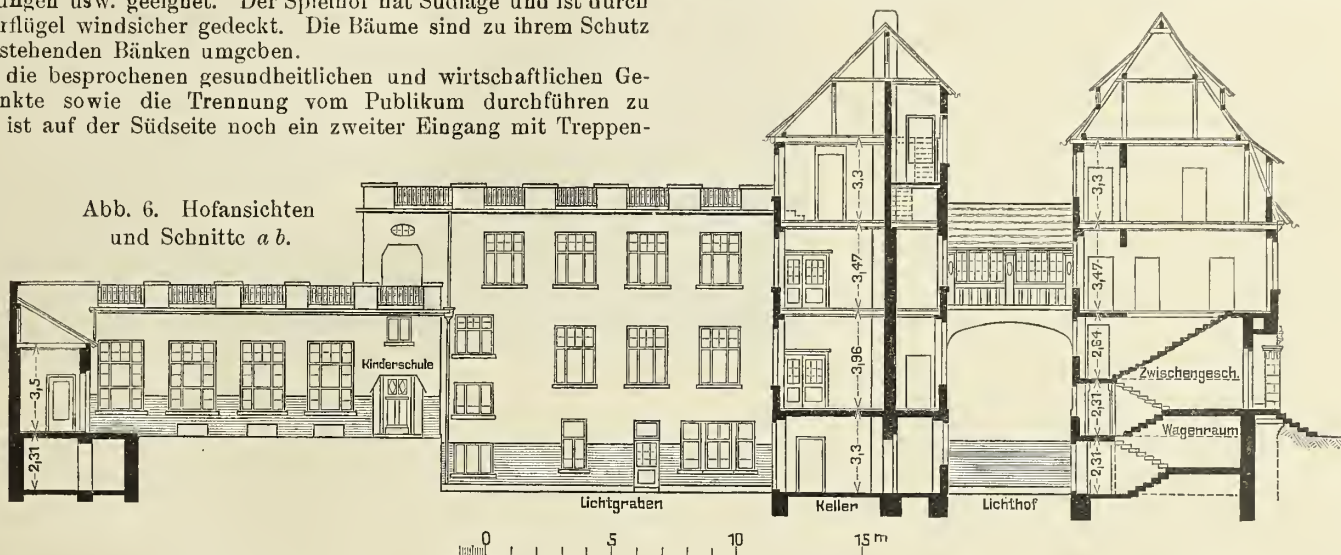 usw. geeignet. Der Spielhof hat Südlage und ist durch
rflügel windsicher gedeckt. Die Bäume sind zu ihrem Schutz
stehenden Bänken umgeben.
die besprochenen gesundheitlichen und wirtschaftlichen Ge-
nkte sowie die Trennung vom Publikum durchführen zu
ist auf der Südseite noch ein zweiter Eingang mit Treppen-
Abb. 6. Hofansichten
und Schnitte a b.
Kinderschule
3,5
2,31
3,3
3,47
3,96
3,3
3,3
3,47
2,64
Zwischengesch.
2,31
Wagenraum
2,31
Lichtgraben
Keller
Lichthof
0 5 10 15 m